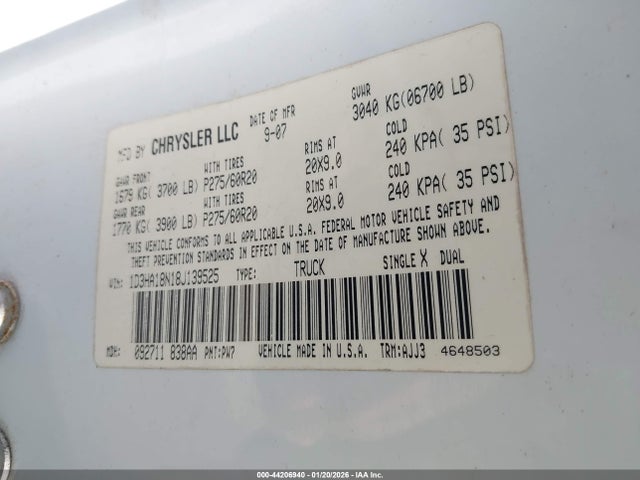 MFD BY CHRYSLER LLC DATE OF MFR 9-07 GVWR 3040 KG(06700 LB)
GAWR FRONT WITH TIRES RIMS AT COLD
1679 KG( 3700 LB) P275/60R20 20X9.0 240 KPA( 35 PSI)
GAWR REAR WITH TIRES RIMS AT COLD
1770 KG( 3900 LB) P275/60R20 20X9.0 240 KPA( 35 PSI)
THIS VEHICLE CONFORMS TO ALL APPLICABLE U.S.A. FEDERAL MOTOR VEHICLE SAFETY AND
THEFT PREVENTION STANDARDS IN EFFECT ON THE DATE OF MANUFACTURE SHOWN ABOVE.
VIN: 1D3HA18N18J139525 TYPE: TRUCK SINGLE X DUAL
MDH: 092711 838AA PNT:PW7 VEHICLE MADE IN U.S.A. TRM:AJJ3 4648503
000-44206940 - 01/20/2026 - IAA Inc.